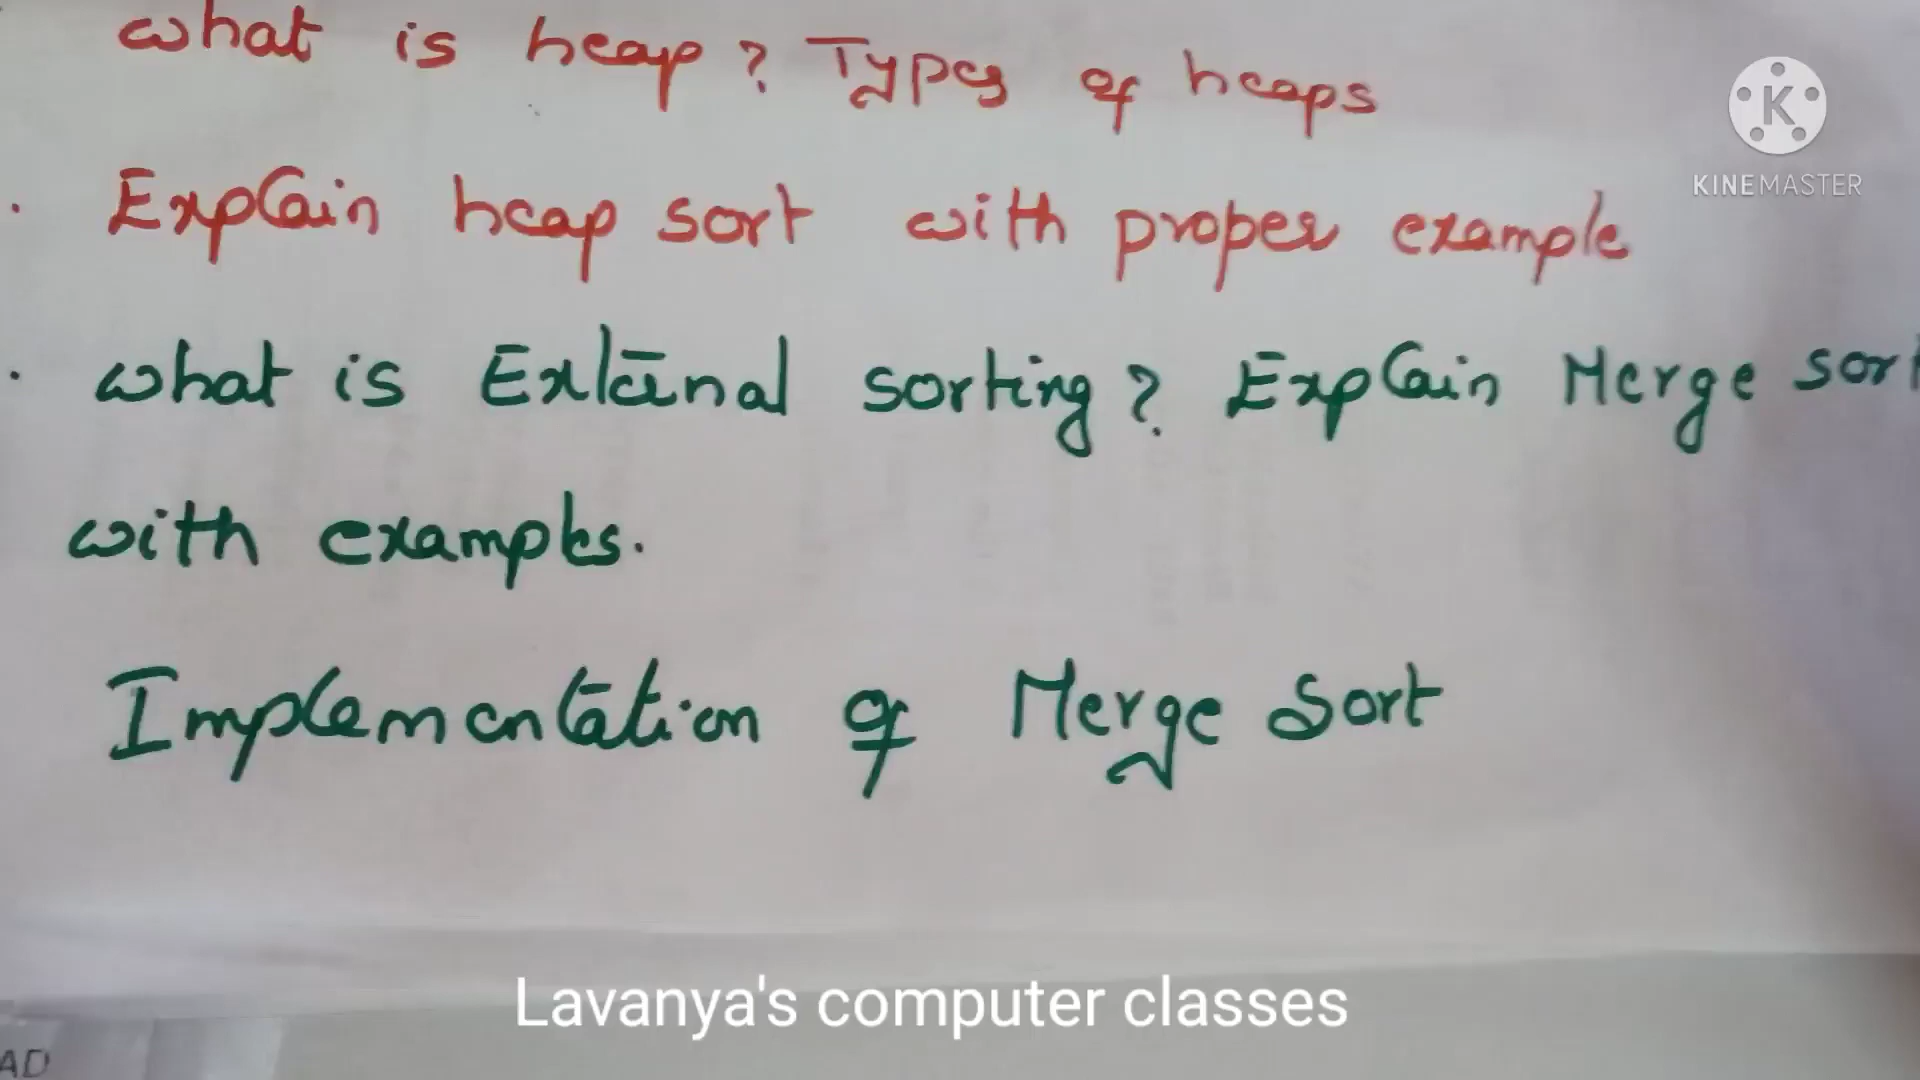 what is heap? Types of heaps
KINEMASTER
. Explain heap sort with proper example
. what is External sorting? Explain Merge sort
with examples.
Implementation of Merge Sort
Lavanya's computer classes
AD